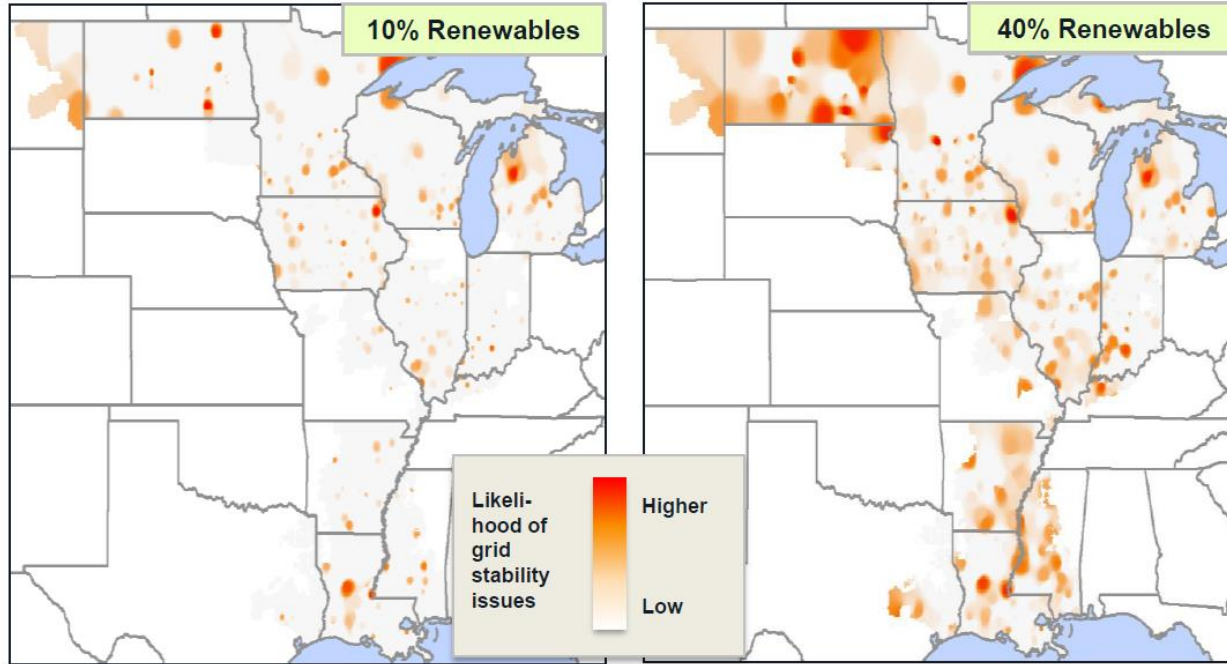 10% Renewables
40% Renewables
Likeli-
hood of
grid
stability
issues
Higher
Low